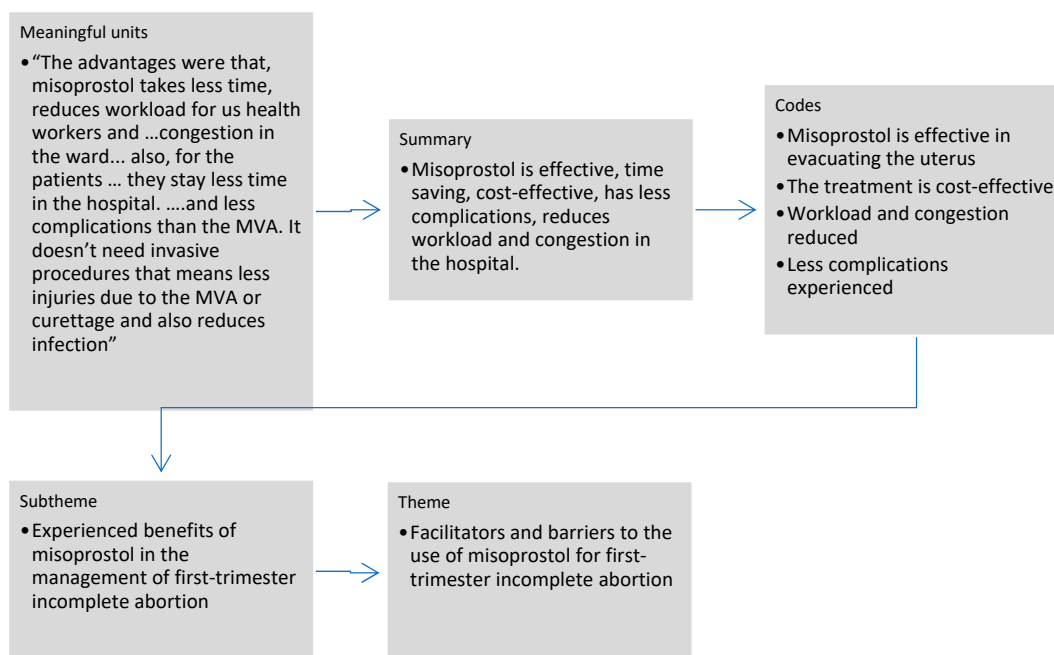 Meaningful units
•“The advantages were that,
misoprostol takes less time,
reduces workload for us health
workers and …congestion in
the ward... also, for the
patients … they stay less time
in the hospital. ….and less
complications than the MVA. It
doesn’t need invasive
procedures that means less
injuries due to the MVA or
curettage and also reduces
infection”
Summary
•Misoprostol is effective, time
saving, cost-effective, has less
complications, reduces
workload and congestion in
the hospital.
Codes
•Misoprostol is effective in
evacuating the uterus
•The treatment is cost-effective
•Workload and congestion
reduced
•Less complications
experienced
Subtheme
•Experienced benefits of
misoprostol in the
management of first-trimester
incomplete abortion
Theme
•Facilitators and barriers to the
use of misoprostol for first-
trimester incomplete abortion